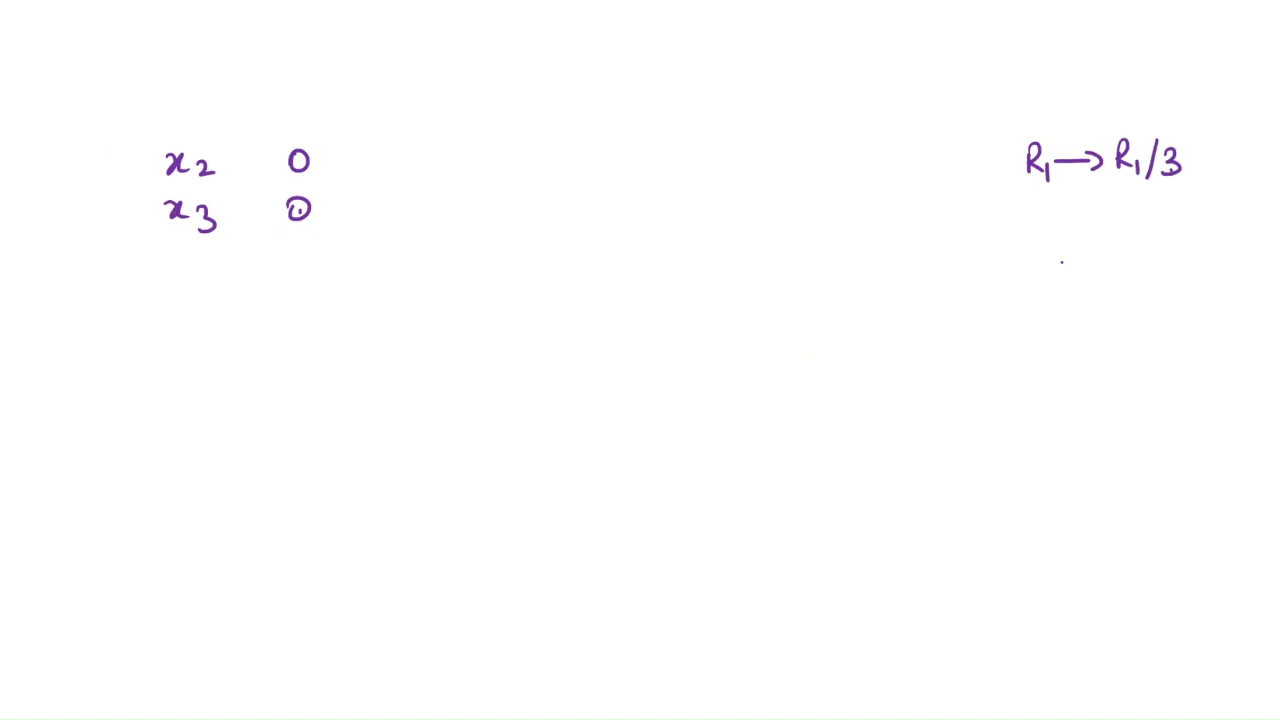 x2 0 R1 → R1/3
x3 0